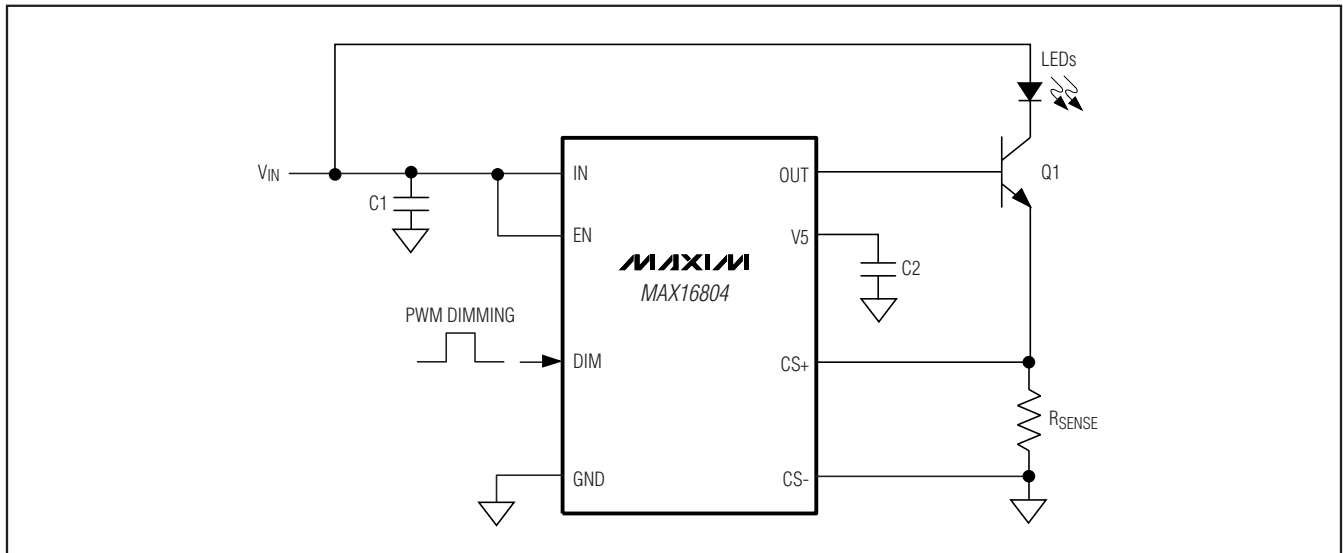 LEDs
VIN
C1
IN
OUT
Q1
EN
V5
MAXIM
MAX16804
C2
PWM DIMMING
DIM
CS+
RSENSE
GND
CS-